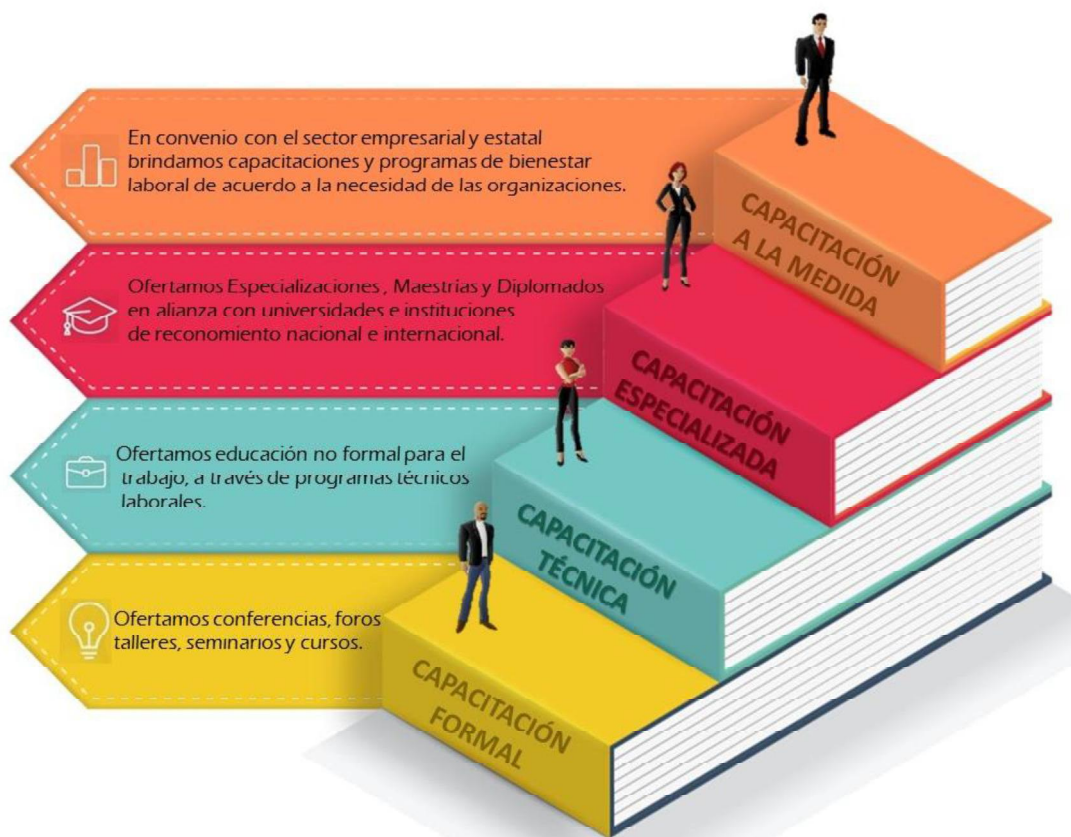 En convenio con el sector empresarial y estatal
brindamos capacitaciones y programas de bienestar
laboral de acuerdo a la necesidad de las organizaciones.
CAPACITACIÓN
A LA MEDIDA
Ofertamos Especializaciones , Maestrías y Diplomados
en alianza con universidades e instituciones
de reconomiento nacional e internacional.
CAPACITACIÓN
ESPECIALIZADA
Ofertamos educación no formal para el
trabajo, a través de programas técnicos
laborales.
CAPACITACIÓN
TÉCNICA
Ofertamos conferencias, foros
talleres, seminarios y cursos.
CAPACITACIÓN
FORMAL